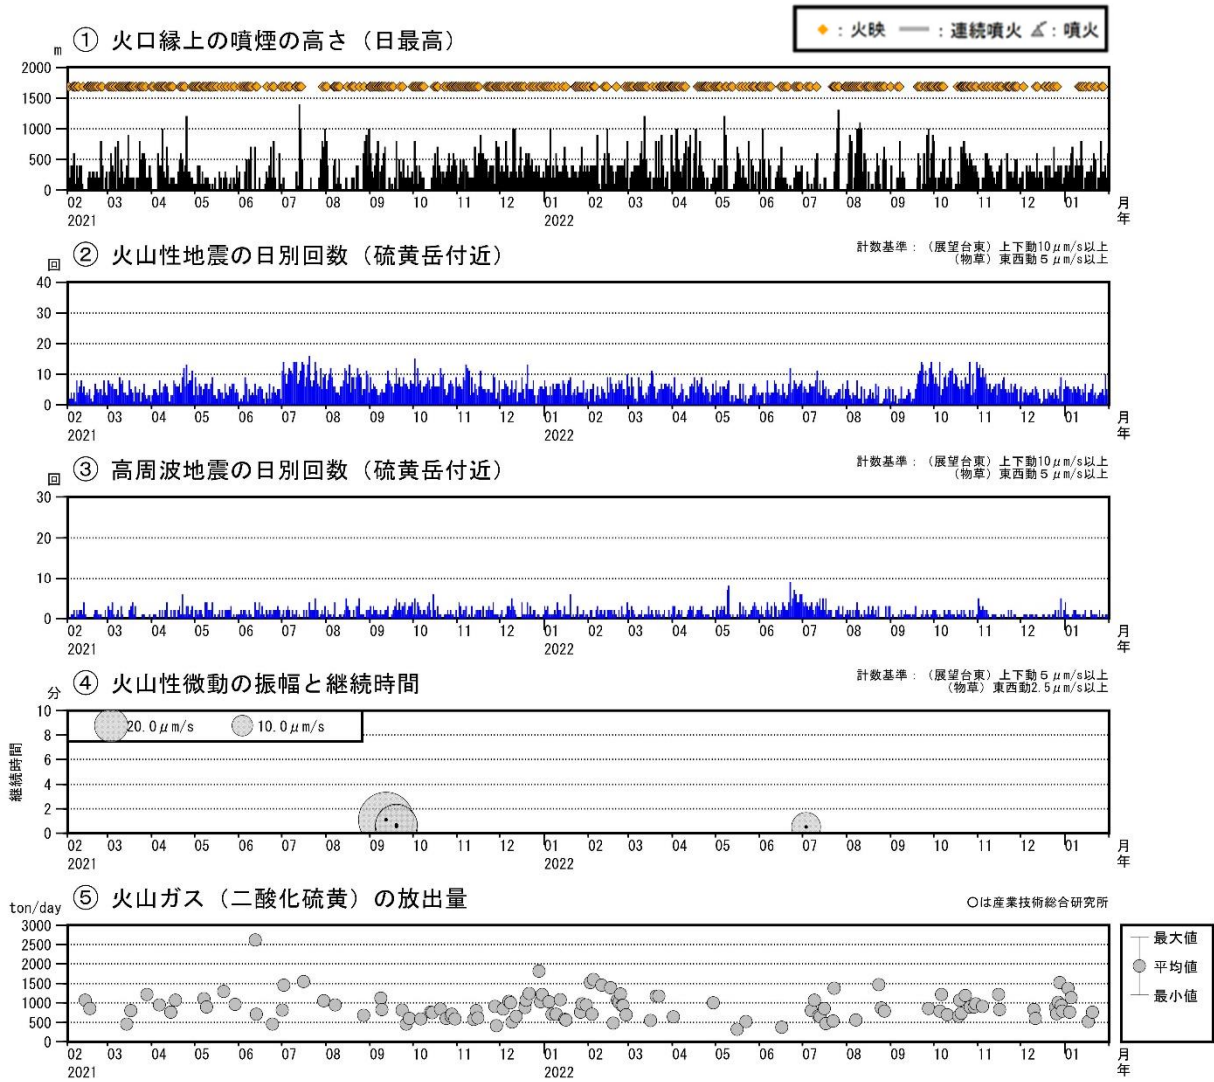 ◆ : 火映 ― : 連続噴火 : 噴火
① 火口縁上の噴煙の高さ（日最高）
m
2000
1500
1000
500
0
02 03 04 05 06 07 08 09 10 11 12 01 02 03 04 05 06 07 08 09 10 11 12 01 月
2021 2022 年
② 火山性地震の日別回数（硫黄岳付近）
計数基準：（展望台東）上下動10μm/s以上
（物草）東西動５μm/s以上
回
40
30
20
10
0
02 03 04 05 06 07 08 09 10 11 12 01 02 03 04 05 06 07 08 09 10 11 12 01 月
2021 2022 年
③ 高周波地震の日別回数（硫黄岳付近）
計数基準：（展望台東）上下動10μm/s以上
（物草）東西動５μm/s以上
回
30
20
10
0
02 03 04 05 06 07 08 09 10 11 12 01 02 03 04 05 06 07 08 09 10 11 12 01 月
2021 2022 年
④ 火山性微動の振幅と継続時間
計数基準：（展望台東）上下動５μm/s以上
（物草）東西動2.5μm/s以上
分
継続時間
20.0μm/s 10.0μm/s
10
8
6
4
2
0
02 03 04 05 06 07 08 09 10 11 12 01 02 03 04 05 06 07 08 09 10 11 12 01 月
2021 2022 年
⑤ 火山ガス（二酸化硫黄）の放出量
○は産業技術総合研究所
ton/day
3000
2500
2000
1500
1000
500
0
最大値
平均値
最小値
02 03 04 05 06 07 08 09 10 11 12 01 02 03 04 05 06 07 08 09 10 11 12 01 月
2021 2022 年